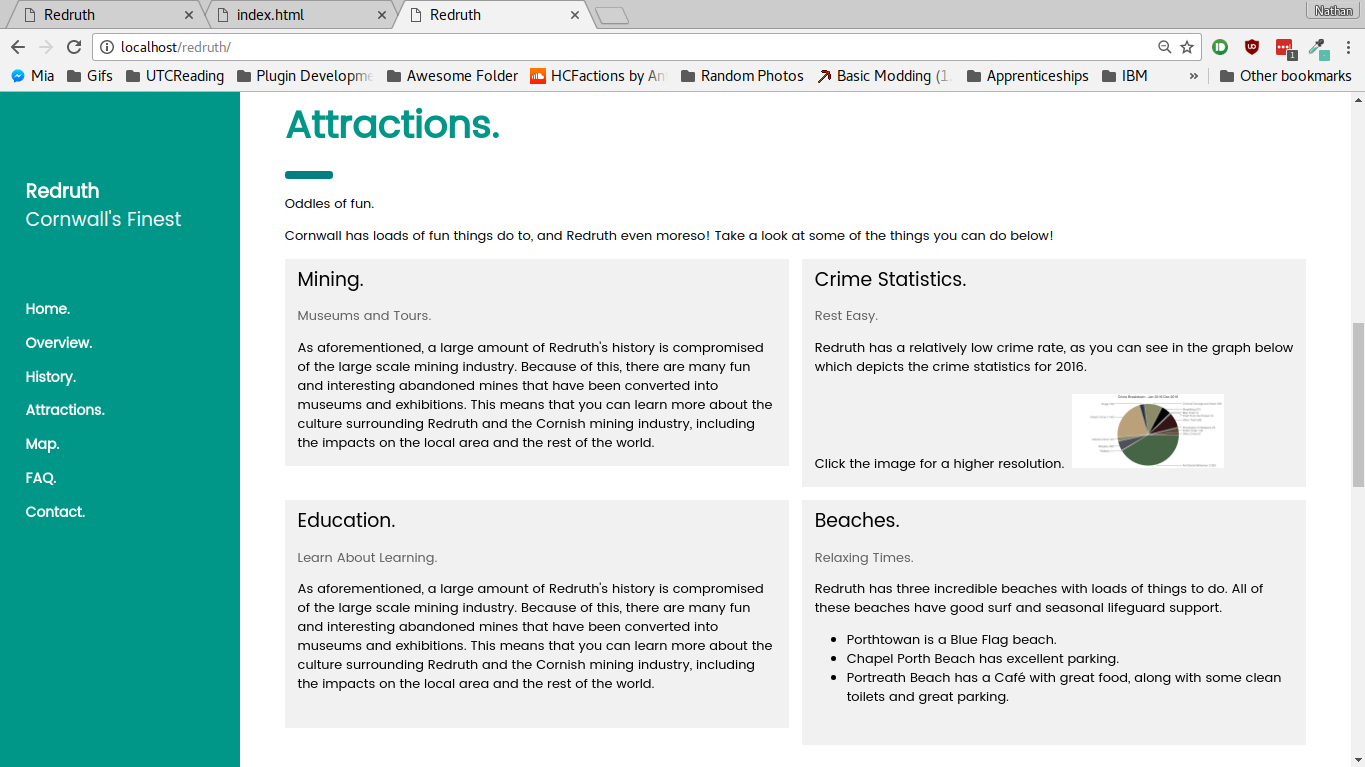 Redruth
index.html
Redruth
Nathan
localhost/redruth/
1
Mia
Gifs
UTCReading
Plugin Developme
Awesome Folder
HCFactions by An
Random Photos
Basic Modding (1.
Apprenticeships
IBM
»
Other bookmarks
Redruth
Cornwall's Finest
Home.
Overview.
History.
Attractions.
Map.
FAQ.
Contact.
Attractions.
Oddles of fun.
Cornwall has loads of fun things do to, and Redruth even moreso! Take a look at some of the things you can do below!
Mining.
Museums and Tours.
As aforementioned, a large amount of Redruth's history is compromised
of the large scale mining industry. Because of this, there are many fun
and interesting abandoned mines that have been converted into
museums and exhibitions. This means that you can learn more about the
culture surrounding Redruth and the Cornish mining industry, including
the impacts on the local area and the rest of the world.
Crime Statistics.
Rest Easy.
Redruth has a relatively low crime rate, as you can see in the graph below
which depicts the crime statistics for 2016.
Click the image for a higher resolution.
Education.
Learn About Learning.
As aforementioned, a large amount of Redruth's history is compromised
of the large scale mining industry. Because of this, there are many fun
and interesting abandoned mines that have been converted into
museums and exhibitions. This means that you can learn more about the
culture surrounding Redruth and the Cornish mining industry, including
the impacts on the local area and the rest of the world.
Beaches.
Relaxing Times.
Redruth has three incredible beaches with loads of things to do. All of
these beaches have good surf and seasonal lifeguard support.
• Porthtowan is a Blue Flag beach.
• Chapel Porth Beach has excellent parking.
• Portreath Beach has a Café with great food, along with some clean
toilets and great parking.